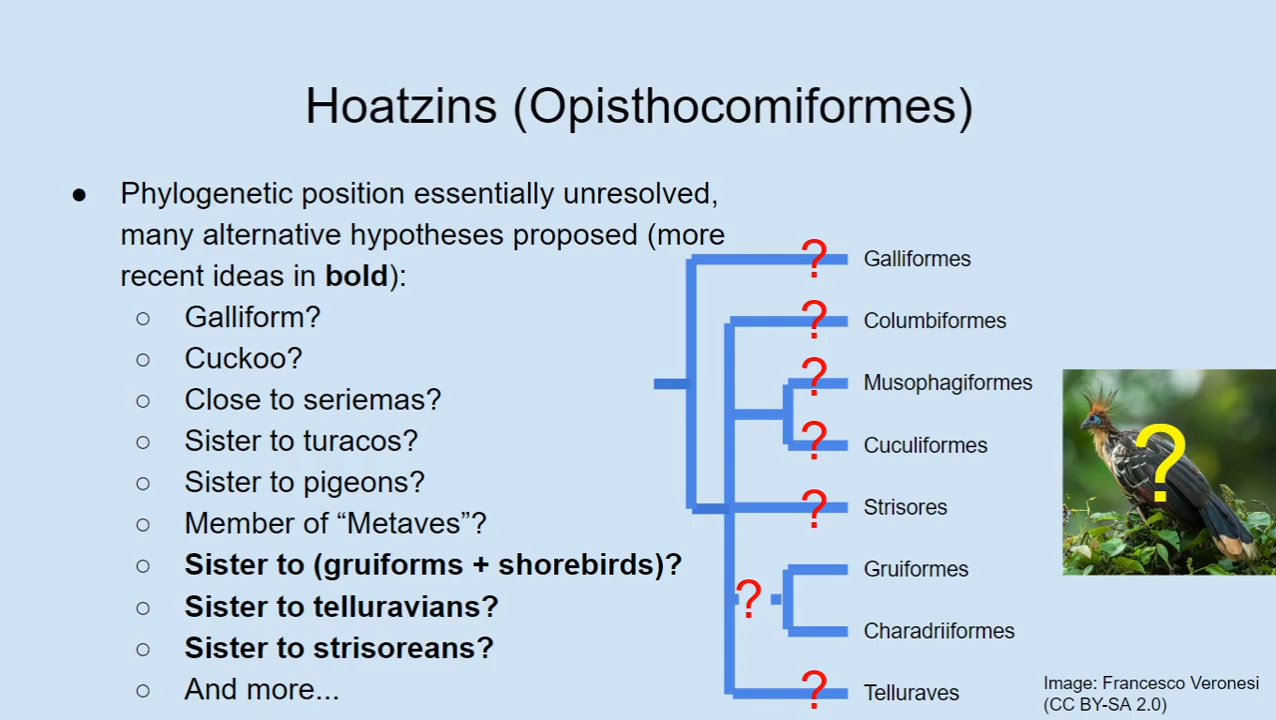 Hoatzins (Opisthocomiformes)
● Phylogenetic position essentially unresolved,
many alternative hypotheses proposed (more
recent ideas in bold):
○ Galliform?
○ Cuckoo?
○ Close to seriemas?
○ Sister to turacos?
○ Sister to pigeons?
○ Member of “Metaves”?
○ Sister to (gruiforms + shorebirds)?
○ Sister to telluravians?
○ Sister to strisoreans?
○ And more...
? Galliformes
? Columbiformes
? Musophagiformes
? Cuculiformes
? Strisores
? Gruiformes
Charadriiformes
? Telluraves
?
Image: Francesco Veronesi
(CC BY-SA 2.0)